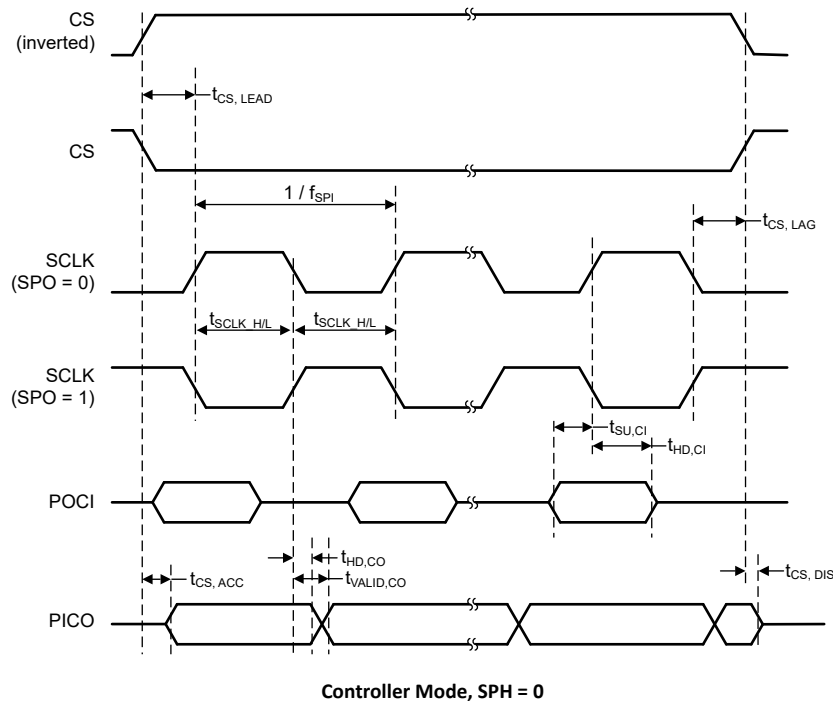 CS
(inverted)
tCS, LEAD
CS
1 / fSPI
tCS, LAG
SCLK
(SPO = 0)
tSCLK_H/L
tSCLK_H/L
SCLK
(SPO = 1)
tSU,CI
tHD,CI
POCI
tHD,CO
tCS, ACC
tVALID,CO
tCS, DIS
PICO
Controller Mode, SPH = 0